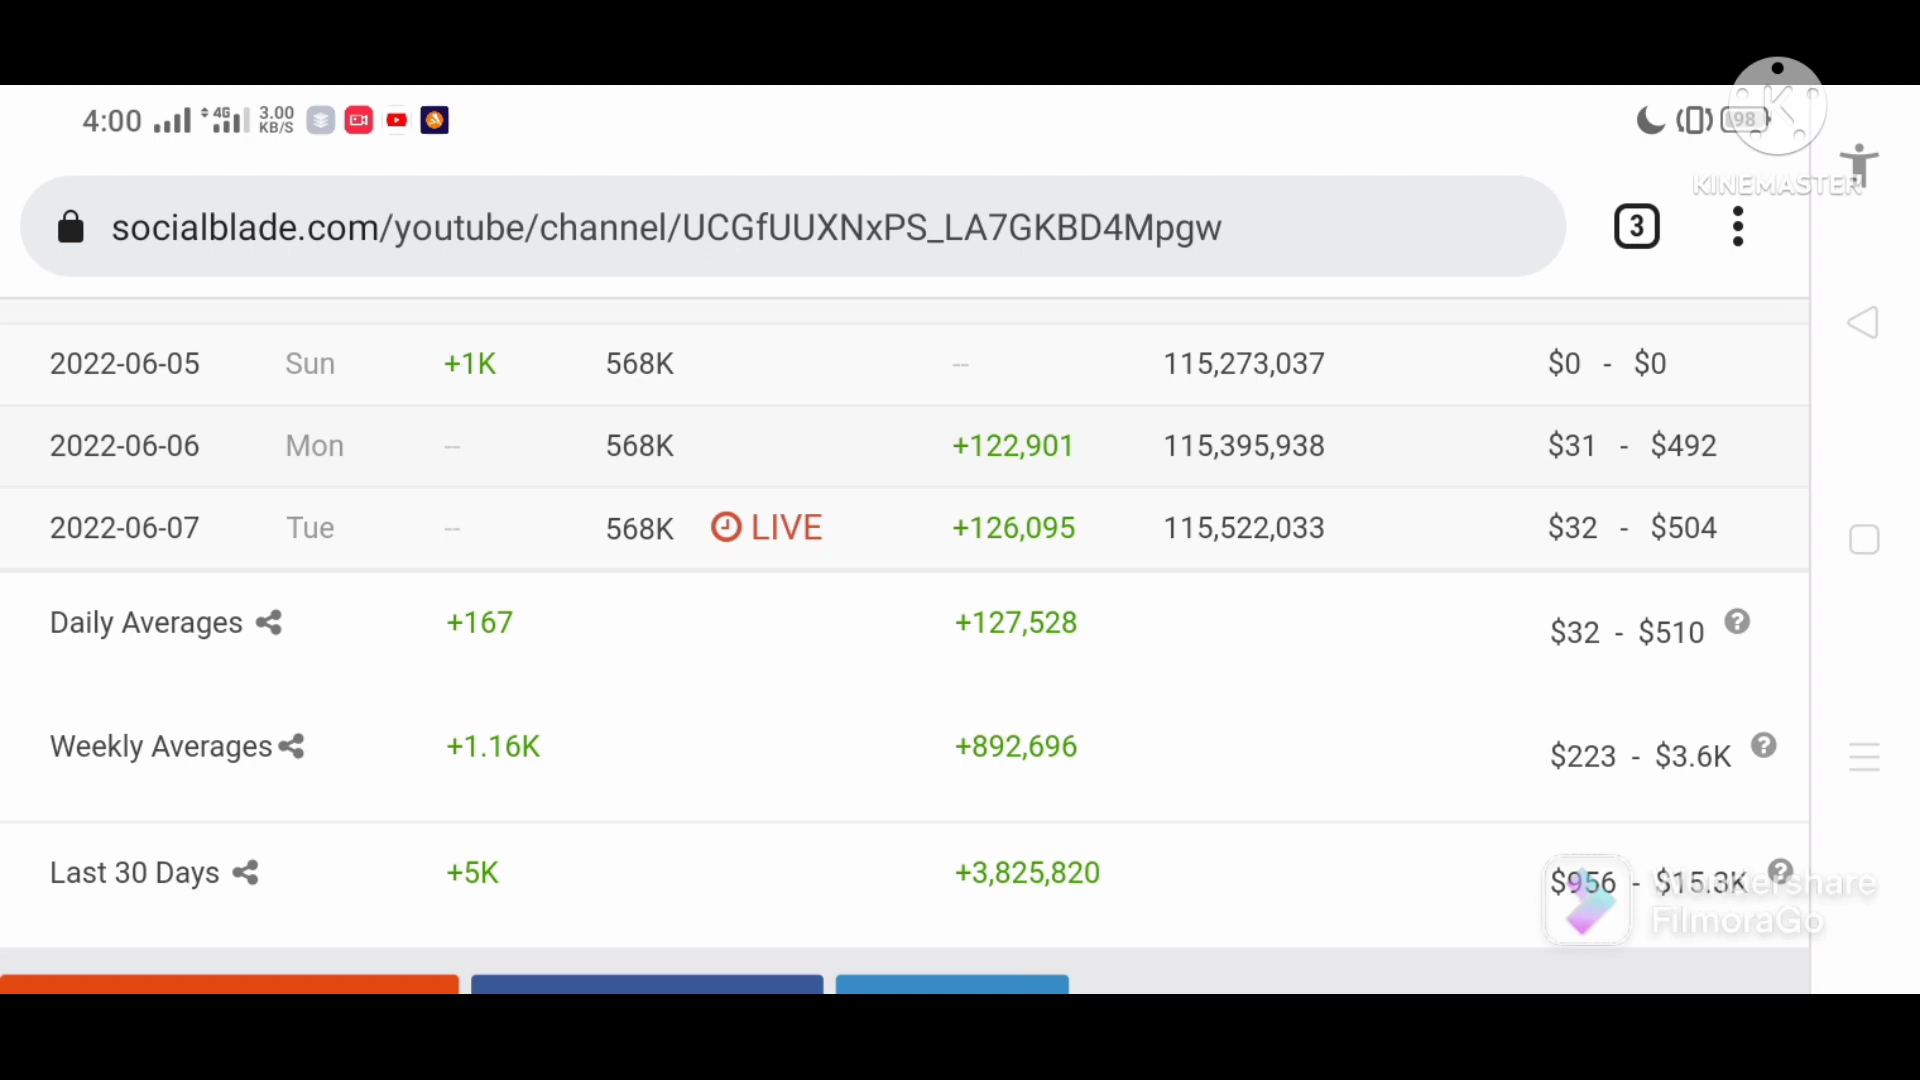 4:00 4G 3.00 KB/S 98
KINEMASTER
socialblade.com/youtube/channel/UCGfUUXNxPS_LA7GKBD4Mpgw 3
2022-06-05 Sun +1K 568K -- 115,273,037 $0 - $0
2022-06-06 Mon -- 568K +122,901 115,395,938 $31 - $492
2022-06-07 Tue -- 568K LIVE +126,095 115,522,033 $32 - $504
Daily Averages +167 +127,528 $32 - $510 ?
Weekly Averages +1.16K +892,696 $223 - $3.6K ?
Last 30 Days +5K +3,825,820 $956 - $15.3K ?
Wondershare
FilmoraGo